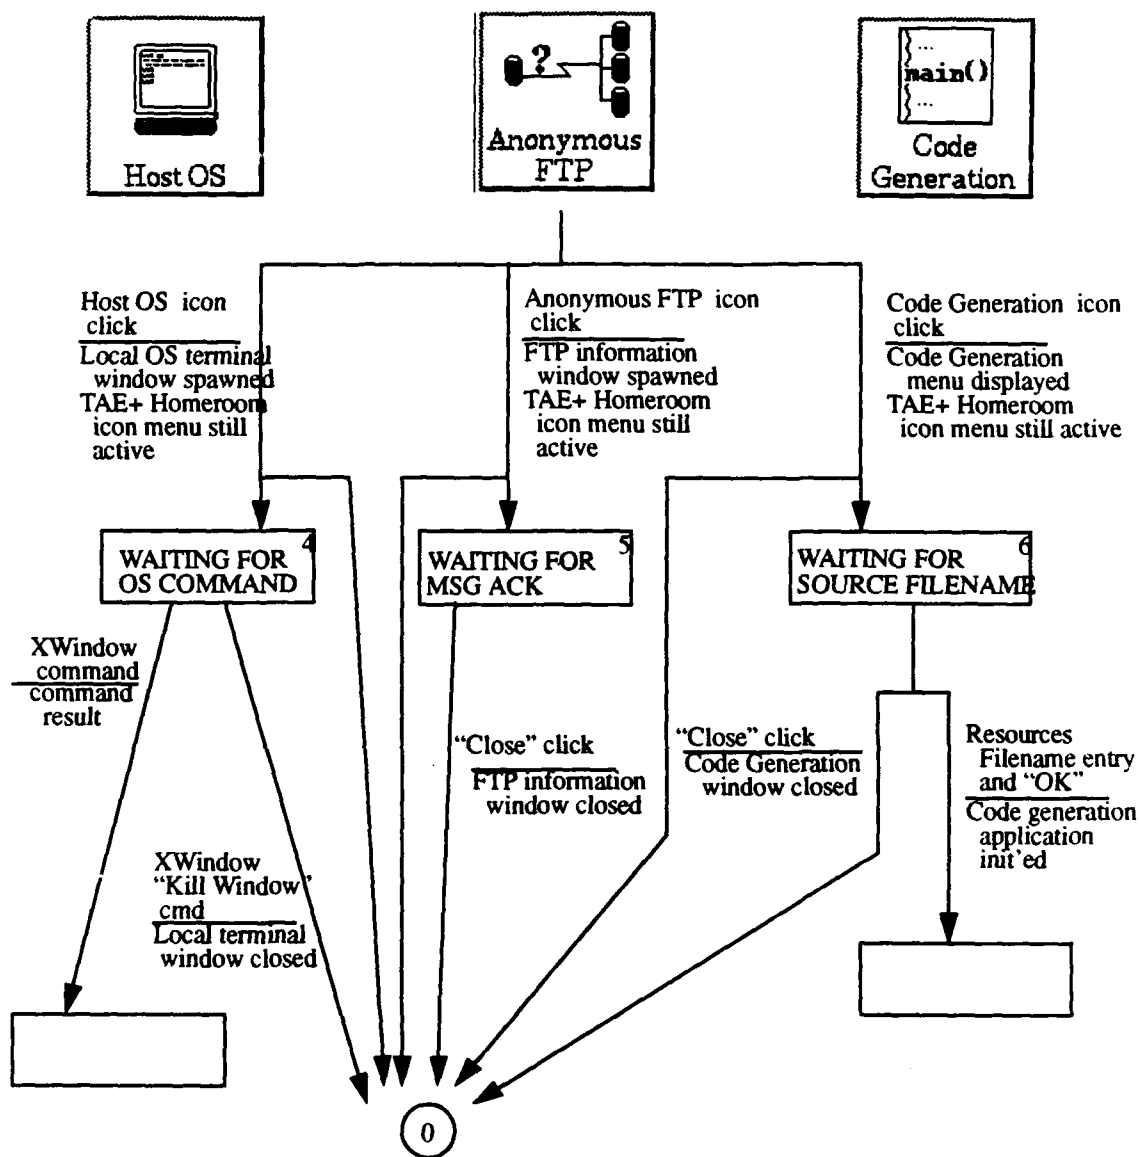 Host OS
?
Anonymous
FTP
...
main()
...
Code
Generation
Host OS icon
click
Local OS terminal
window spawned
TAE+ Homeroom
icon menu still
active
Anonymous FTP icon
click
FTP information
window spawned
TAE+ Homeroom
icon menu still
active
Code Generation icon
click
Code Generation
menu displayed
TAE+ Homeroom
icon menu still active
4
WAITING FOR
OS COMMAND
5
WAITING FOR
MSG ACK
6
WAITING FOR
SOURCE FILENAME
XWindow
command
command
result
"Close" click
FTP information
window closed
"Close" click
Code Generation
window closed
Resources
Filename entry
and "OK"
Code generation
application
init'ed
XWindow
"Kill Window"
cmd
Local terminal
window closed
0